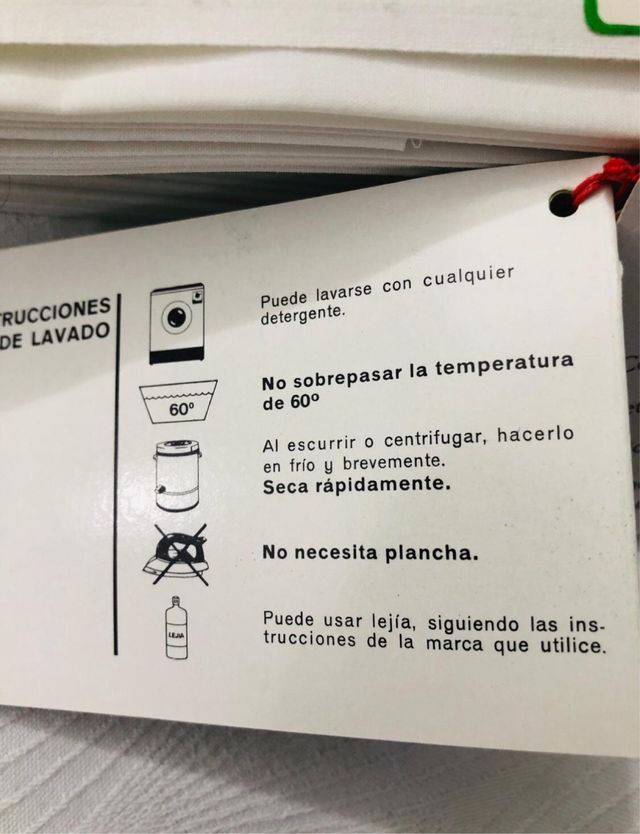 TRUCCIONES
DE LAVADO
Puede lavarse con cualquier
detergente.
60º
No sobrepasar la temperatura
de 60º
Al escurrir o centrifugar, hacerlo
en frío y brevemente.
Seca rápidamente.
No necesita plancha.
LEJIA
Puede usar lejía, siguiendo las ins-
trucciones de la marca que utilice.